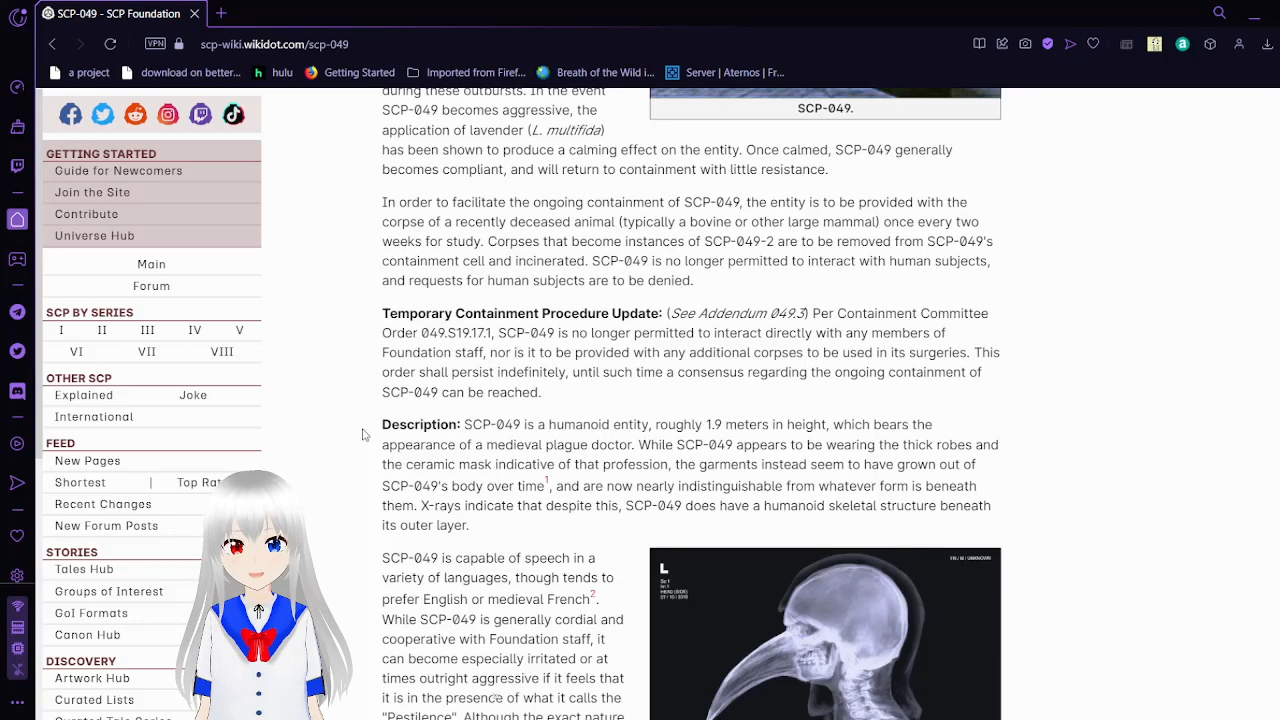 SCP-049 - SCP Foundation
VPN
scp-wiki.wikidot.com/scp-049
a project
download on better...
hulu
Getting Started
Imported from Firef...
Breath of the Wild i...
Server | Aternos | Fr...
GETTING STARTED
Guide for Newcomers
Join the Site
Contribute
Universe Hub
Main
Forum
SCP BY SERIES
I II III IV V
VI VII VIII
OTHER SCP
Explained Joke
International
FEED
New Pages
Shortest | Top Rat
Recent Changes
New Forum Posts
STORIES
Tales Hub
Groups of Interest
GoI Formats
Canon Hub
DISCOVERY
Artwork Hub
Curated Lists
Curated Tale Series
during these outbursts. In the event
SCP-049 becomes aggressive, the
application of lavender (L. multifida)
has been shown to produce a calming effect on the entity. Once calmed, SCP-049 generally
becomes compliant, and will return to containment with little resistance.
SCP-049.
In order to facilitate the ongoing containment of SCP-049, the entity is to be provided with the
corpse of a recently deceased animal (typically a bovine or other large mammal) once every two
weeks for study. Corpses that become instances of SCP-049-2 are to be removed from SCP-049's
containment cell and incinerated. SCP-049 is no longer permitted to interact with human subjects,
and requests for human subjects are to be denied.
Temporary Containment Procedure Update: (See Addendum 049.3) Per Containment Committee
Order 049.S19.17.1, SCP-049 is no longer permitted to interact directly with any members of
Foundation staff, nor is it to be provided with any additional corpses to be used in its surgeries. This
order shall persist indefinitely, until such time a consensus regarding the ongoing containment of
SCP-049 can be reached.
Description: SCP-049 is a humanoid entity, roughly 1.9 meters in height, which bears the
appearance of a medieval plague doctor. While SCP-049 appears to be wearing the thick robes and
the ceramic mask indicative of that profession, the garments instead seem to have grown out of
SCP-049's body over time1, and are now nearly indistinguishable from whatever form is beneath
them. X-rays indicate that despite this, SCP-049 does have a humanoid skeletal structure beneath
its outer layer.
SCP-049 is capable of speech in a
variety of languages, though tends to
prefer English or medieval French2.
While SCP-049 is generally cordial and
cooperative with Foundation staff, it
can become especially irritated or at
times outright aggressive if it feels that
it is in the presence of what it calls the
"Pestilence". Although the exact nature
L
HEAD (SIDE)